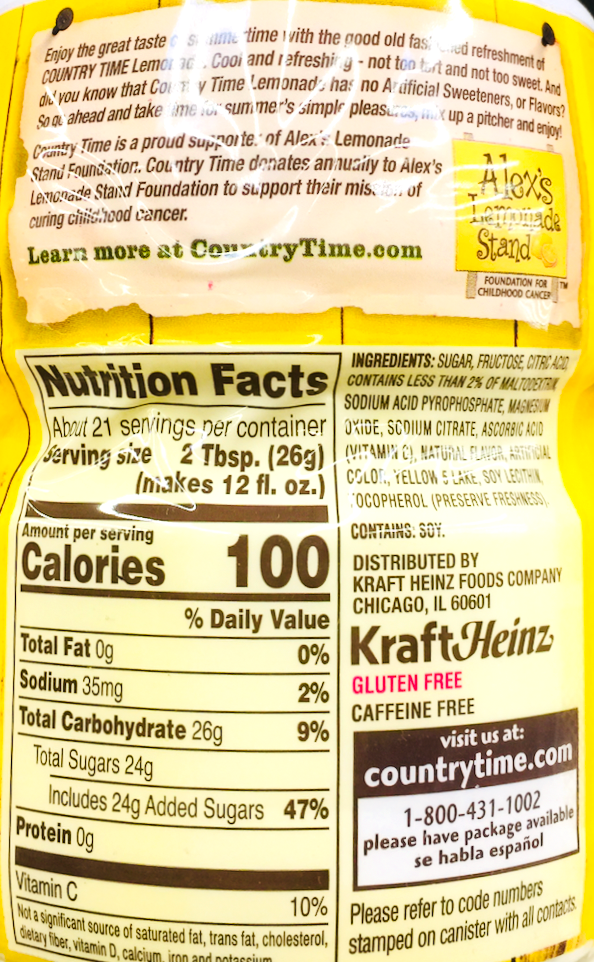 Enjoy the great taste of summertime with the good old fashioned refreshment of
COUNTRY TIME Lemonade. Cool and refreshing - not too tart and not too sweet. And
did you know that Country Time Lemonade has no Artificial Sweeteners, or Flavors?
So go ahead and take time for summer's simple pleasures, mix up a pitcher and enjoy!
Country Time is a proud supporter of Alex's Lemonade
Stand Foundation. Country Time donates annually to Alex's
Lemonade Stand Foundation to support their mission of
curing childhood cancer.
Learn more at CountryTime.com
Alex's
Lemonade
Stand
FOUNDATION FOR
CHILDHOOD CANCER
TM
Nutrition Facts
About 21 servings per container
Serving size 2 Tbsp. (26g)
(makes 12 fl. oz.)
Amount per serving
Calories 100
% Daily Value
Total Fat 0g 0%
Sodium 35mg 2%
Total Carbohydrate 26g 9%
Total Sugars 24g
Includes 24g Added Sugars 47%
Protein 0g
Vitamin C 10%
Not a significant source of saturated fat, trans fat, cholesterol,
dietary fiber, vitamin D, calcium, iron and potassium
INGREDIENTS: SUGAR, FRUCTOSE, CITRIC ACID,
CONTAINS LESS THAN 2% OF MALTODEXTRIN,
SODIUM ACID PYROPHOSPHATE, MAGNESIUM
OXIDE, SODIUM CITRATE, ASCORBIC ACID
(VITAMIN C), NATURAL FLAVOR, ARTIFICIAL
COLOR, YELLOW 5 LAKE, SOY LECITHIN,
TOCOPHEROL (PRESERVE FRESHNESS).
CONTAINS: SOY.
DISTRIBUTED BY
KRAFT HEINZ FOODS COMPANY
CHICAGO, IL 60601
KraftHeinz
GLUTEN FREE
CAFFEINE FREE
visit us at:
countrytime.com
1-800-431-1002
please have package available
se habla español
Please refer to code numbers
stamped on canister with all contacts.